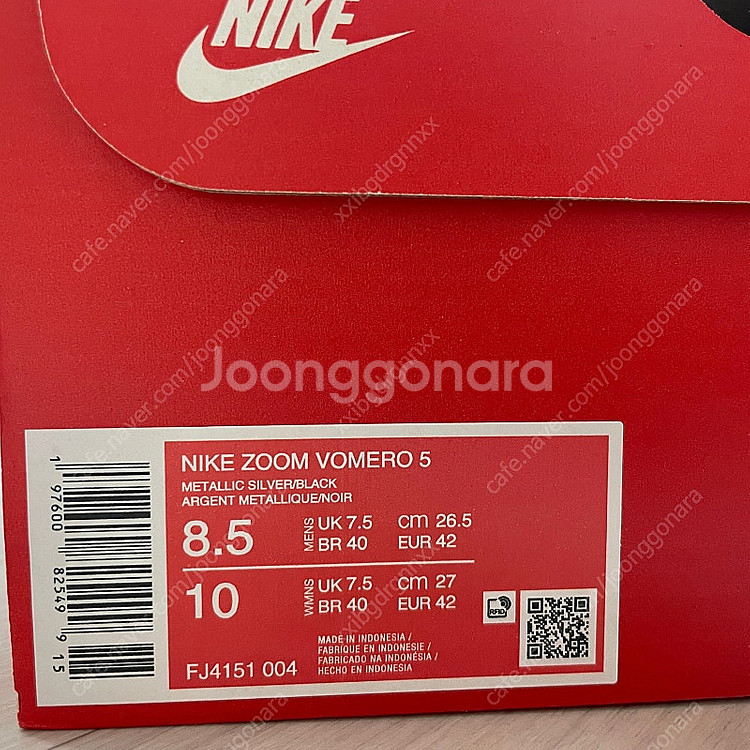 NIKE
Joonggonara
cafe.naver.com/joonggonara
xxibgdrgnnxx
NIKE ZOOM VOMERO 5
METALLIC SILVER/BLACK
ARGENT METALLIQUE/NOIR
8.5 MENS UK 7.5 cm 26.5
BR 40 EUR 42
10 WMNS UK 7.5 cm 27
BR 40 EUR 42
RFID
FJ4151 004
MADE IN INDONESIA /
FABRIQUE EN INDONESIE /
FABRICADO NA INDONÉSIA /
HECHO EN INDONESIA
1 97600 82549 9 15